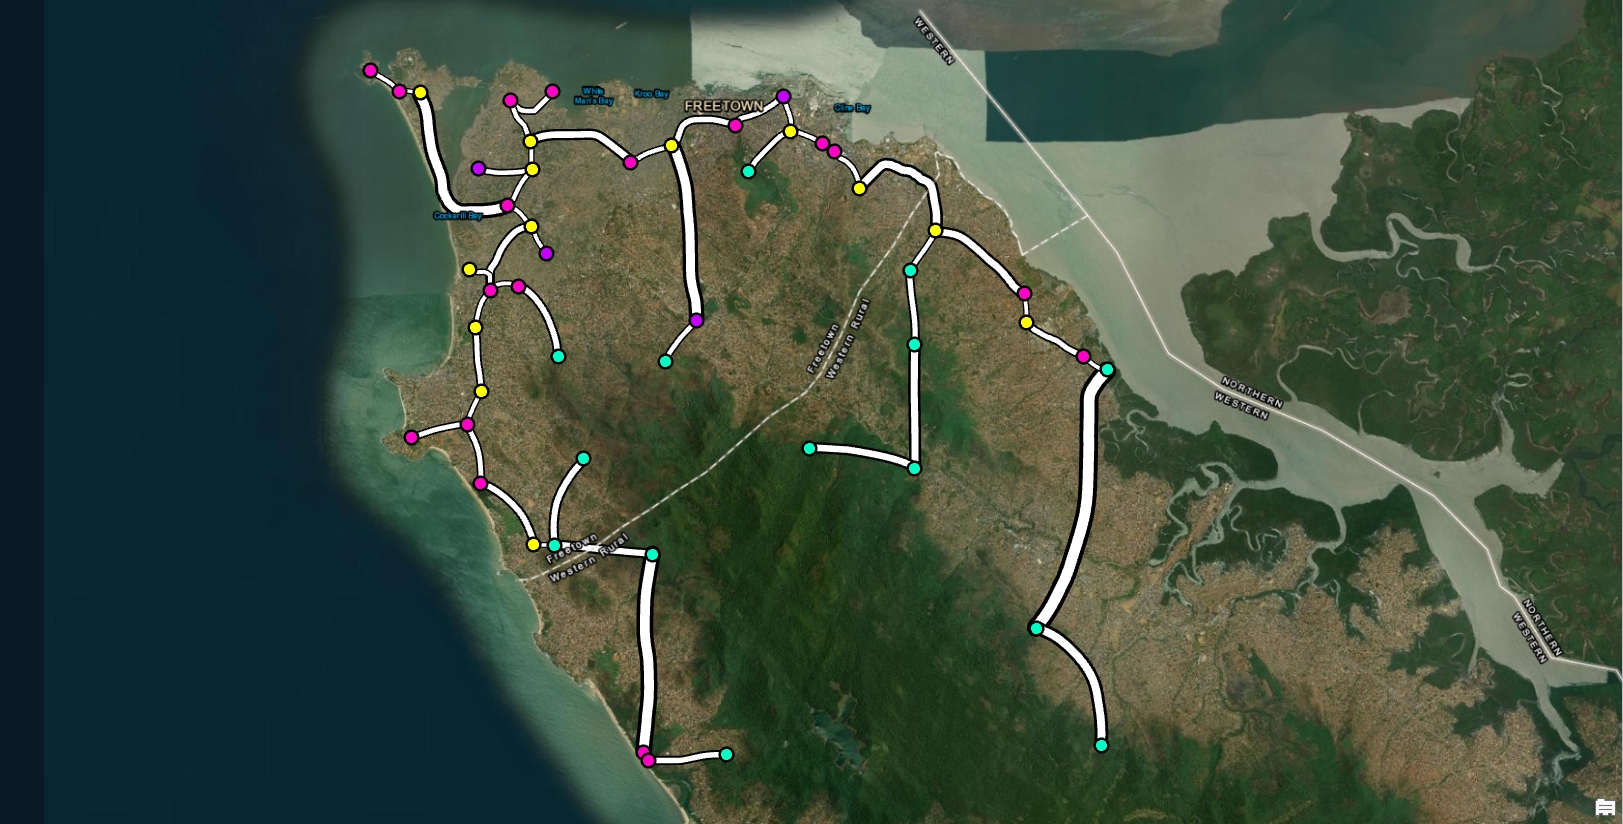 WESTERN
White
Man's Bay
Kroo Bay
FREETOWN
Cline Bay
Cockerill Bay
Freetown
Western Rural
NORTHERN
WESTERN
Freetown
Western Rural
NORTHERN
WESTERN